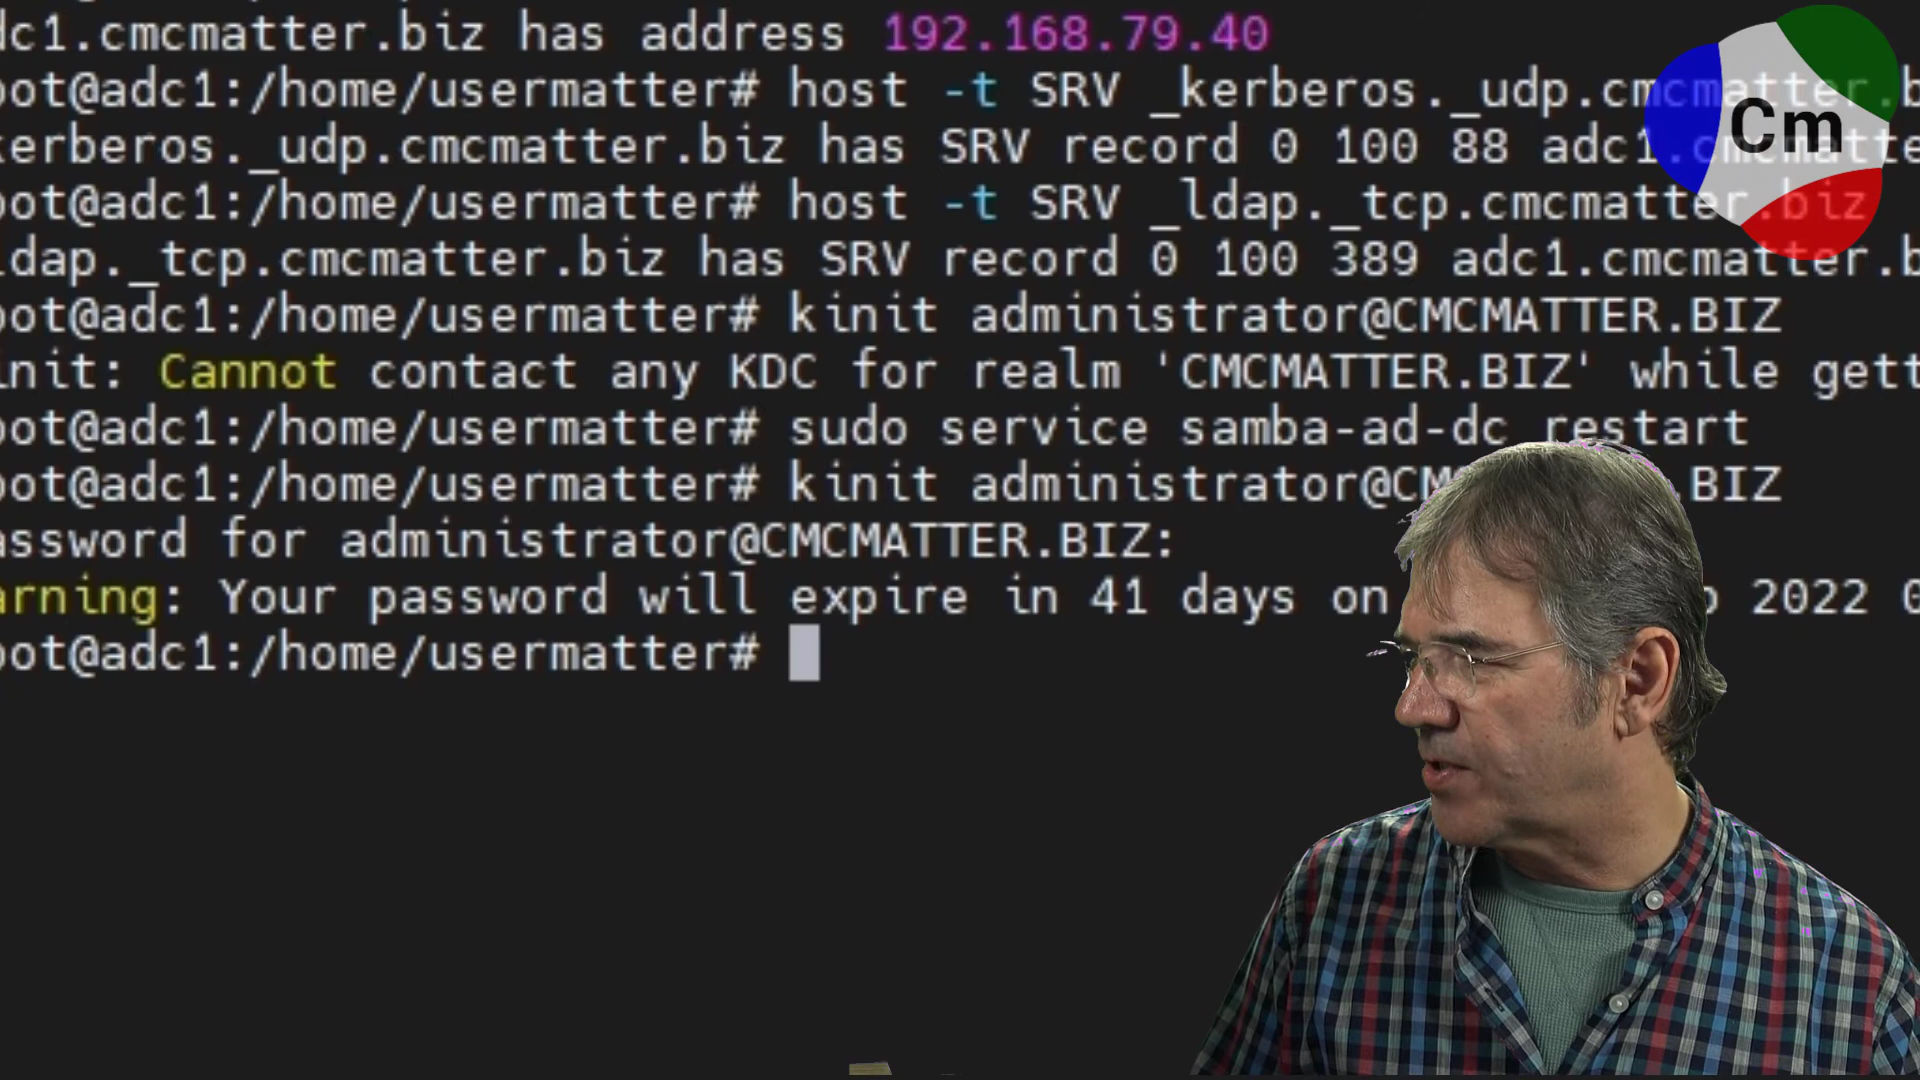 dc1.cmcmatter.biz has address 192.168.79.40
oot@adc1:/home/usermatter# host -t SRV _kerberos._udp.cmcmatter.b
kerberos._udp.cmcmatter.biz has SRV record 0 100 88 adc1.cmcmatte
oot@adc1:/home/usermatter# host -t SRV _ldap._tcp.cmcmatter.biz
ldap._tcp.cmcmatter.biz has SRV record 0 100 389 adc1.cmcmatter.b
oot@adc1:/home/usermatter# kinit administrator@CMCMATTER.BIZ
init: Cannot contact any KDC for realm 'CMCMATTER.BIZ' while gett
oot@adc1:/home/usermatter# sudo service samba-ad-dc restart
oot@adc1:/home/usermatter# kinit administrator@CM .BIZ
assword for administrator@CMCMATTER.BIZ:
arning: Your password will expire in 41 days on 2022 0
oot@adc1:/home/usermatter#
Cm